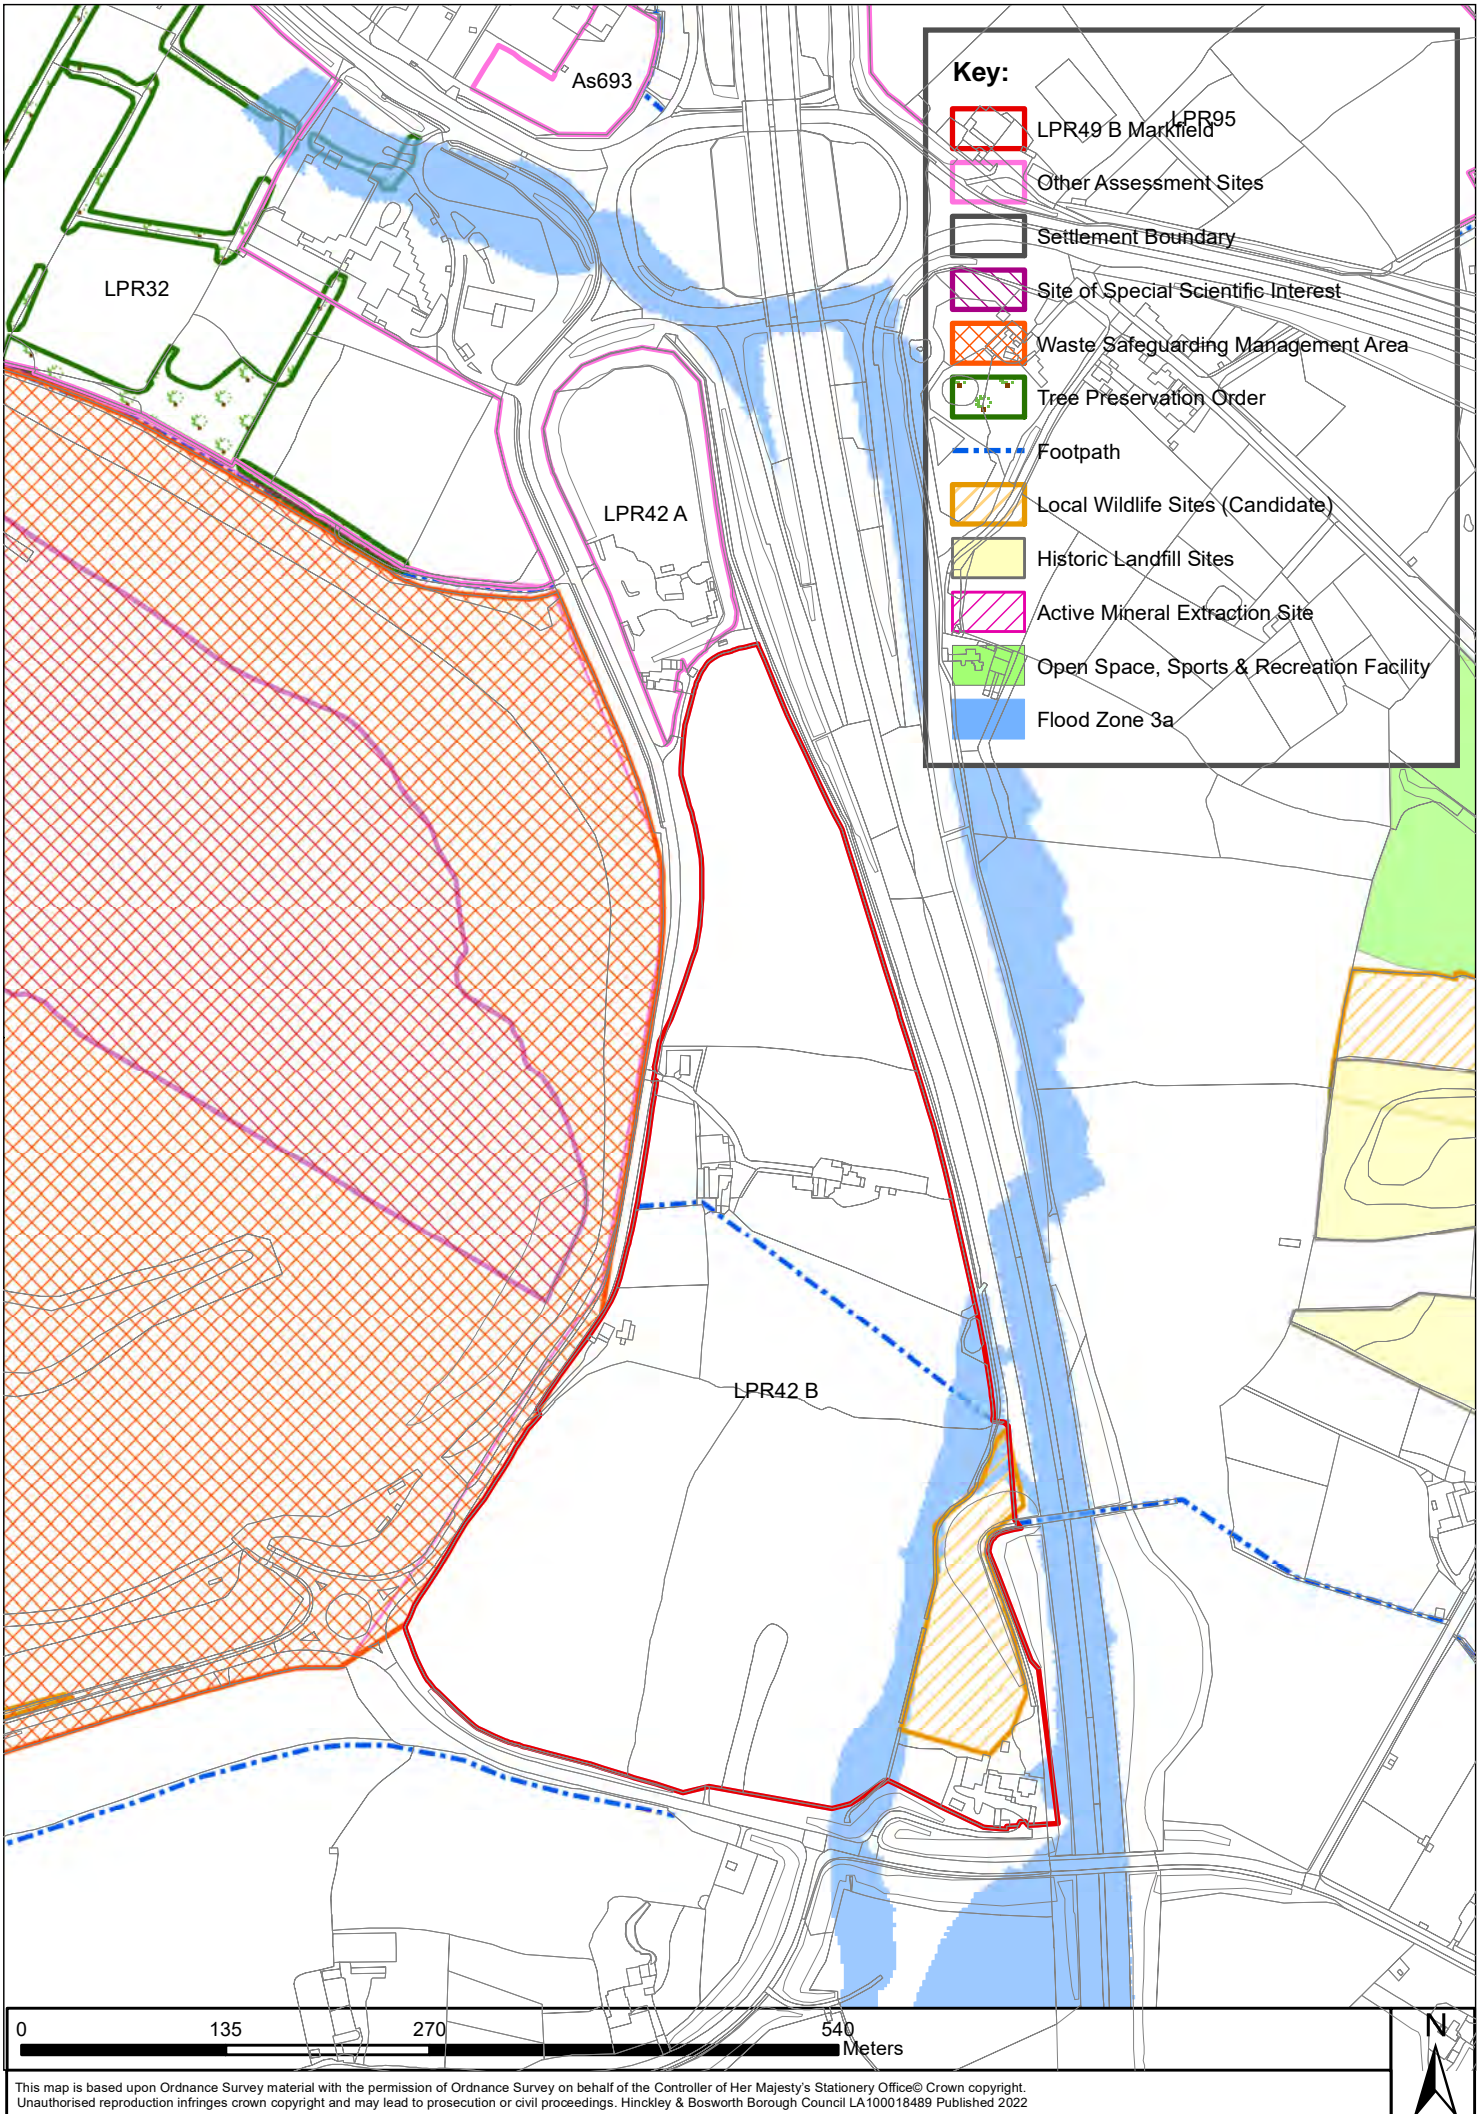 As693
Key:
LPR95
LPR49 B Markfield
Other Assessment Sites
Settlement Boundary
Site of Special Scientific Interest
LPR32
Waste Safeguarding Management Area
Tree Preservation Order
Footpath
Local Wildlife Sites (Candidate)
LPR42 A
Historic Landfill Sites
Active Mineral Extraction Site
Open Space, Sports & Recreation Facility
Flood Zone 3a
LPR42 B
0 135 270 540
Meters
N
This map is based upon Ordnance Survey material with the permission of Ordnance Survey on behalf of the Controller of Her Majesty's Stationery Office© Crown copyright.
Unauthorised reproduction infringes crown copyright and may lead to prosecution or civil proceedings. Hinckley & Bosworth Borough Council LA100018489 Published 2022